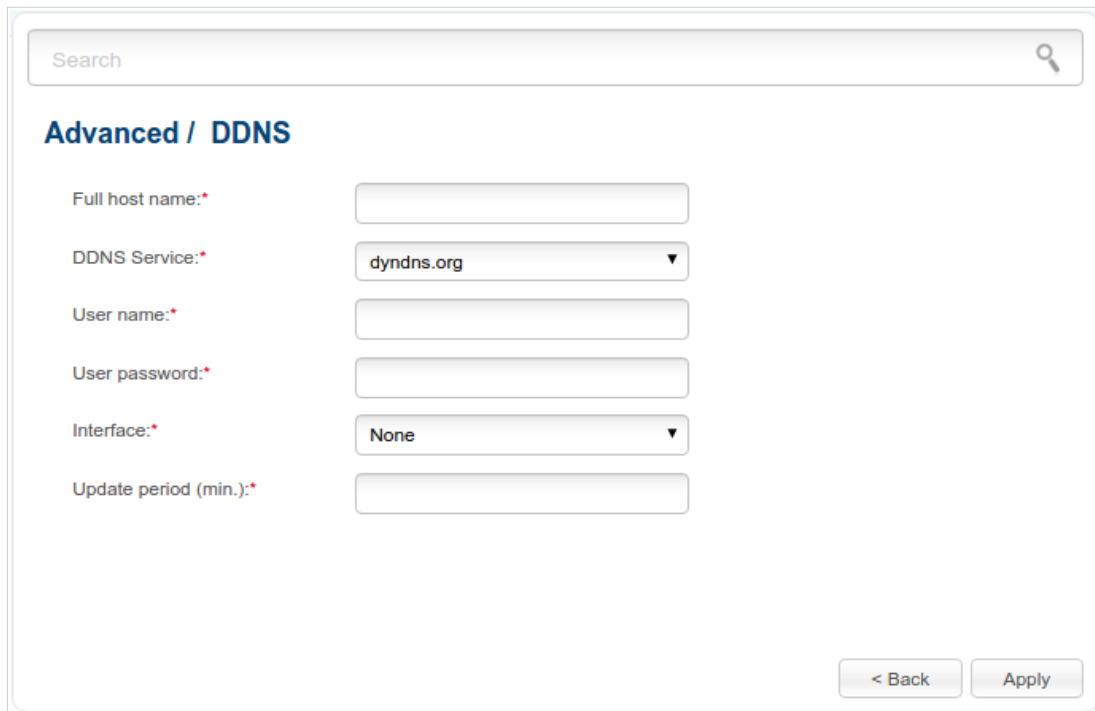 Search
Advanced / DDNS
Full host name:*
DDNS Service:* dyndns.org ▼
User name:*
User password:*
Interface:* None ▼
Update period (min.):*
< Back Apply